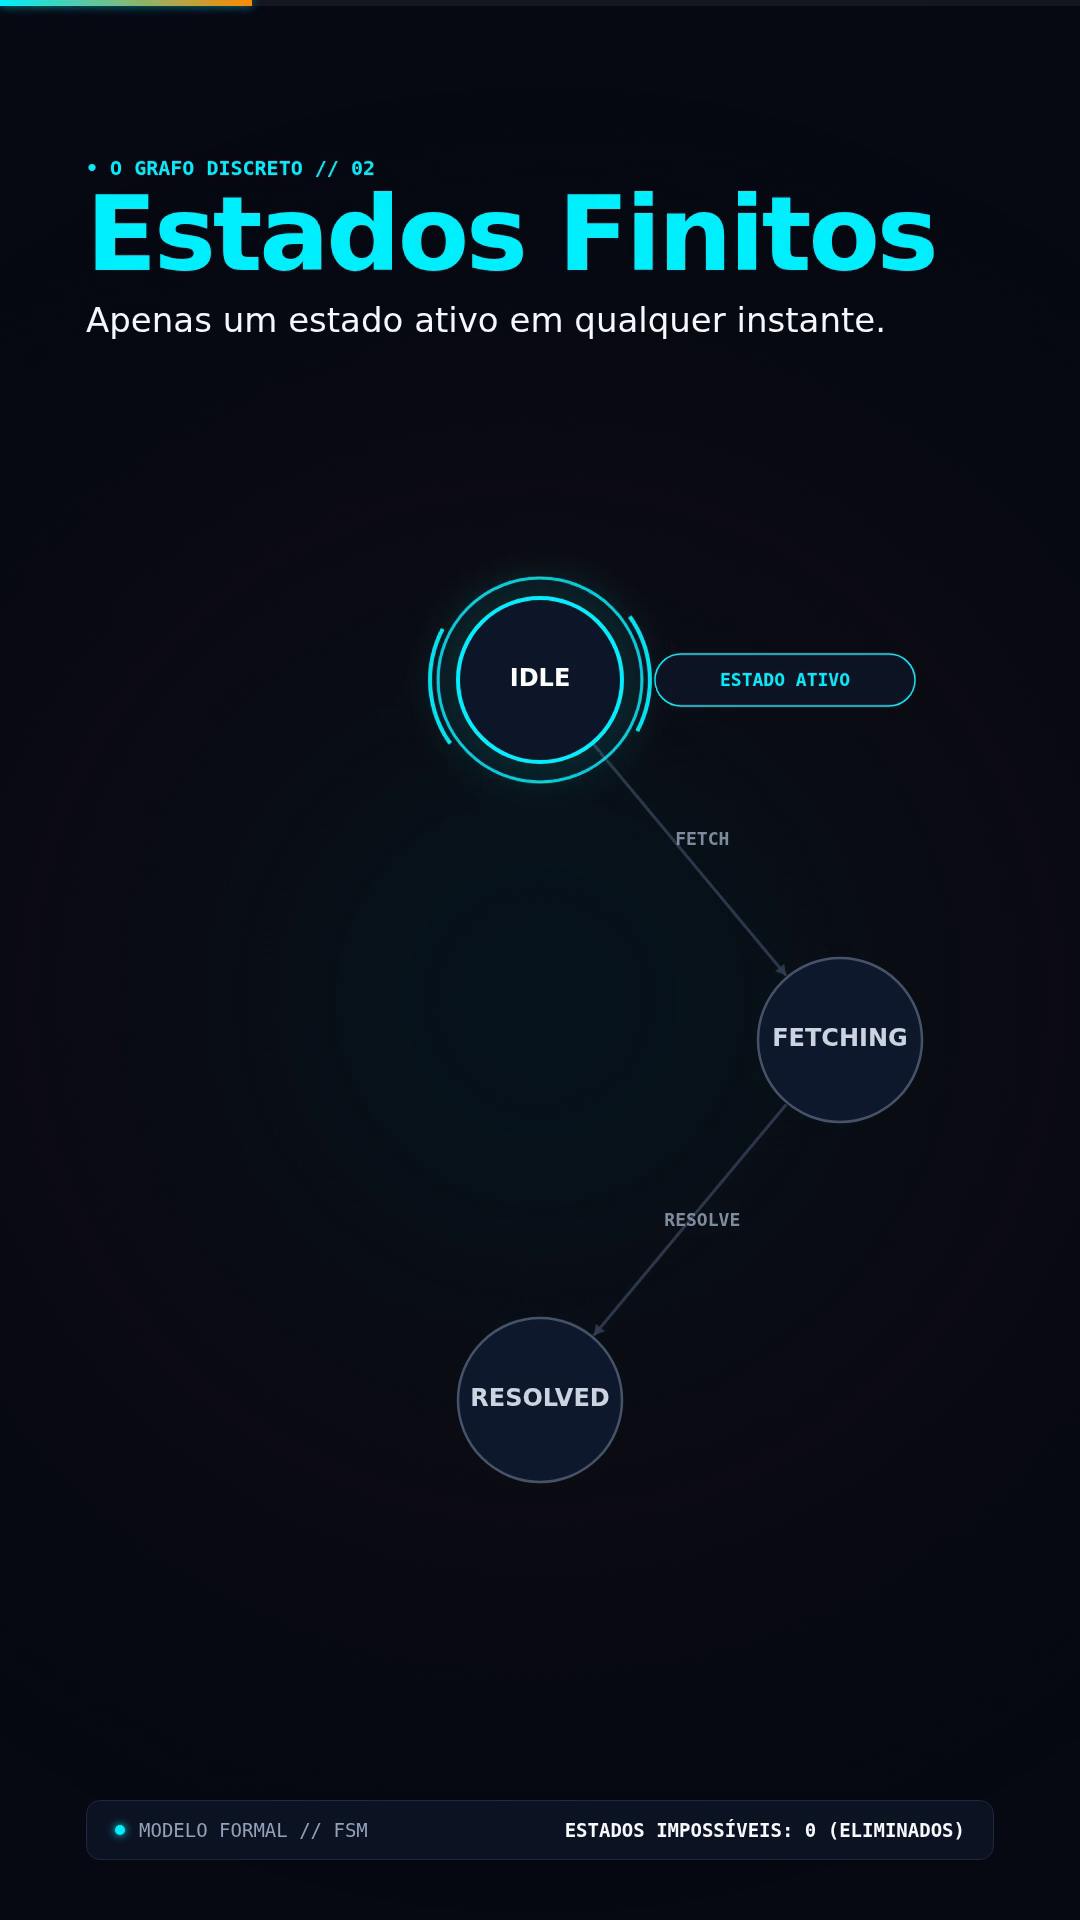 • O GRAFO DISCRETO // 02
Estados Finitos
Apenas um estado ativo em qualquer instante.
IDLE
ESTADO ATIVO
FETCH
FETCHING
RESOLVE
RESOLVED
MODELO FORMAL // FSM
ESTADOS IMPOSSÍVEIS: 0 (ELIMINADOS)